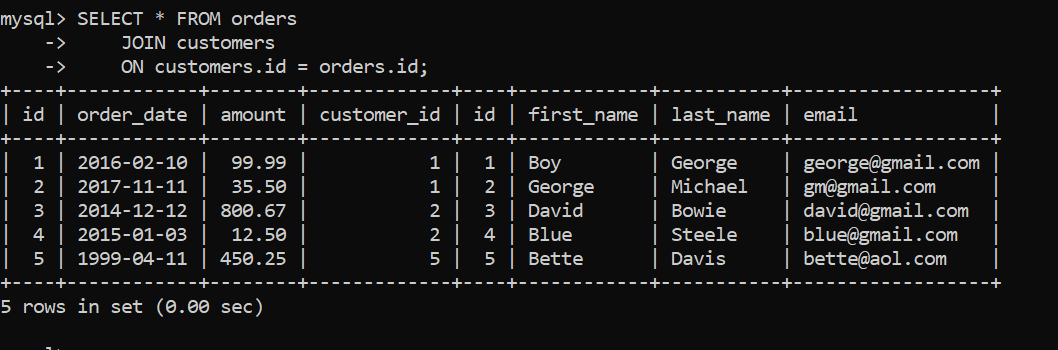 mysql> SELECT * FROM orders
    ->     JOIN customers
    ->     ON customers.id = orders.id;
+----+------------+--------+-------------+----+------------+-----------+------------------+
| id | order_date | amount | customer_id | id | first_name | last_name | email            |
+----+------------+--------+-------------+----+------------+-----------+------------------+
|  1 | 2016-02-10 |  99.99 |           1 |  1 | Boy        | George    | george@gmail.com |
|  2 | 2017-11-11 |  35.50 |           1 |  2 | George     | Michael   | gm@gmail.com     |
|  3 | 2014-12-12 | 800.67 |           2 |  3 | David      | Bowie     | david@gmail.com  |
|  4 | 2015-01-03 |  12.50 |           2 |  4 | Blue       | Steele    | blue@gmail.com   |
|  5 | 1999-04-11 | 450.25 |           5 |  5 | Bette      | Davis     | bette@aol.com    |
+----+------------+--------+-------------+----+------------+-----------+------------------+
5 rows in set (0.00 sec)